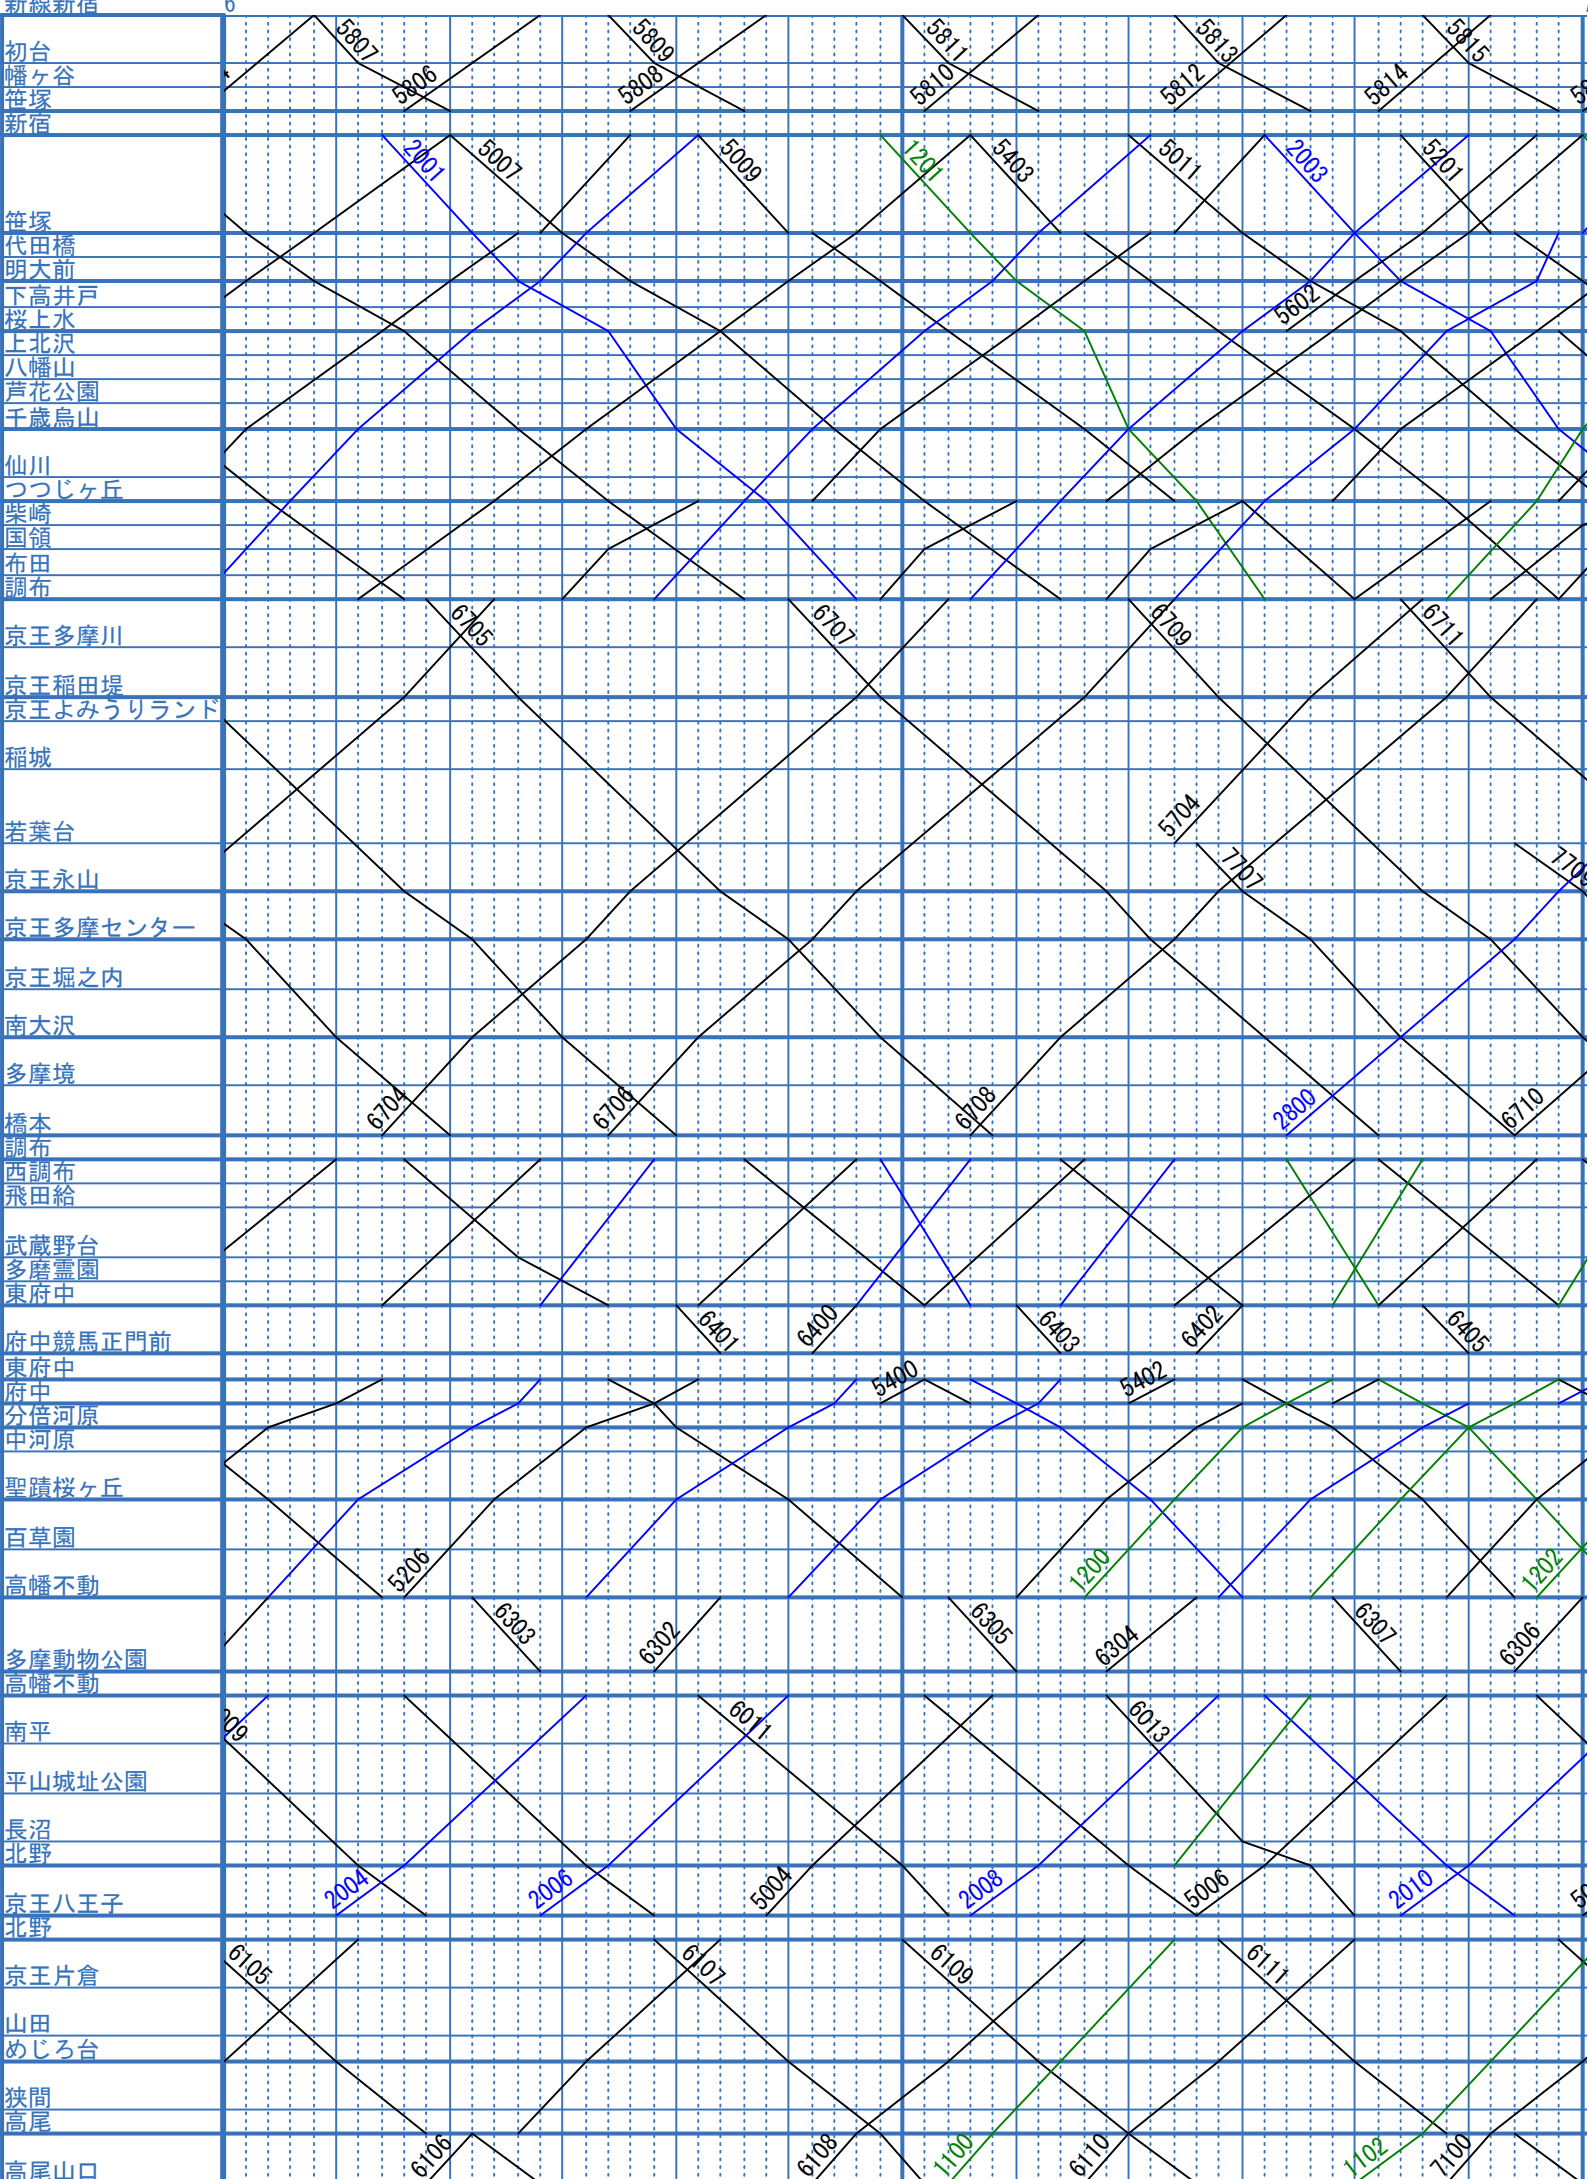 新線新宿 6
初台 5807 5809 5811 5813 5815
幡ヶ谷 5806 5808 5810 5812 5814
笹塚
新宿
2001 5007 5009 1201 5403 5011 2003 5201
笹塚
代田橋
明大前
下高井戸 5602
桜上水
上北沢
八幡山
芦花公園
千歳烏山
仙川
つつじヶ丘
柴崎
国領
布田
調布
京王多摩川 6705 6707 6709 6711
京王稲田堤
京王よみうりランド
稲城
若葉台 5704
京王永山 7707 7709
京王多摩センター
京王堀之内
南大沢
多摩境
橋本 6704 6706 6708 2800 6710
調布
西調布
飛田給
武蔵野台
多磨霊園
東府中
府中競馬正門前 6401 6400 6403 6402 6405
東府中
府中 5400 5402
分倍河原
中河原
聖蹟桜ヶ丘
百草園
高幡不動 5206 1200 1202
多摩動物公園 6303 6302 6305 6304 6307 6306
高幡不動
南平 6011 6013
平山城址公園
長沼
北野
京王八王子 2004 2006 5004 2008 5006 2010
北野
京王片倉 6105 6107 6109 6111
山田
めじろ台
狭間
高尾
高尾山口 6106 6108 1100 6110 1102 7100